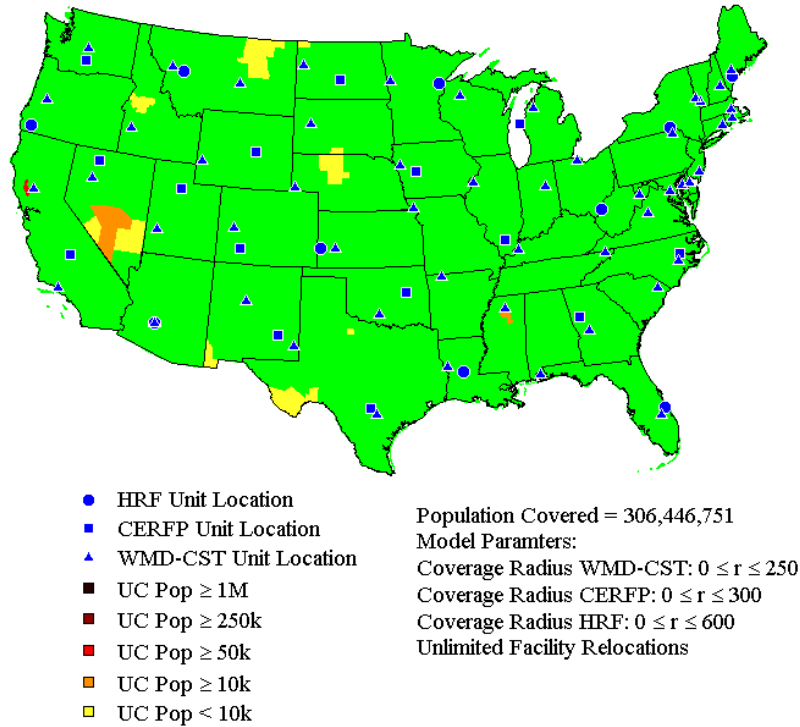 HRF Unit Location
CERFP Unit Location
WMD-CST Unit Location
UC Pop ≥ 1M
UC Pop ≥ 250k
UC Pop ≥ 50k
UC Pop ≥ 10k
UC Pop < 10k
Population Covered = 306,446,751
Model Paramters:
Coverage Radius WMD-CST: 0 ≤ r ≤ 250
Coverage Radius CERFP: 0 ≤ r ≤ 300
Coverage Radius HRF: 0 ≤ r ≤ 600
Unlimited Facility Relocations